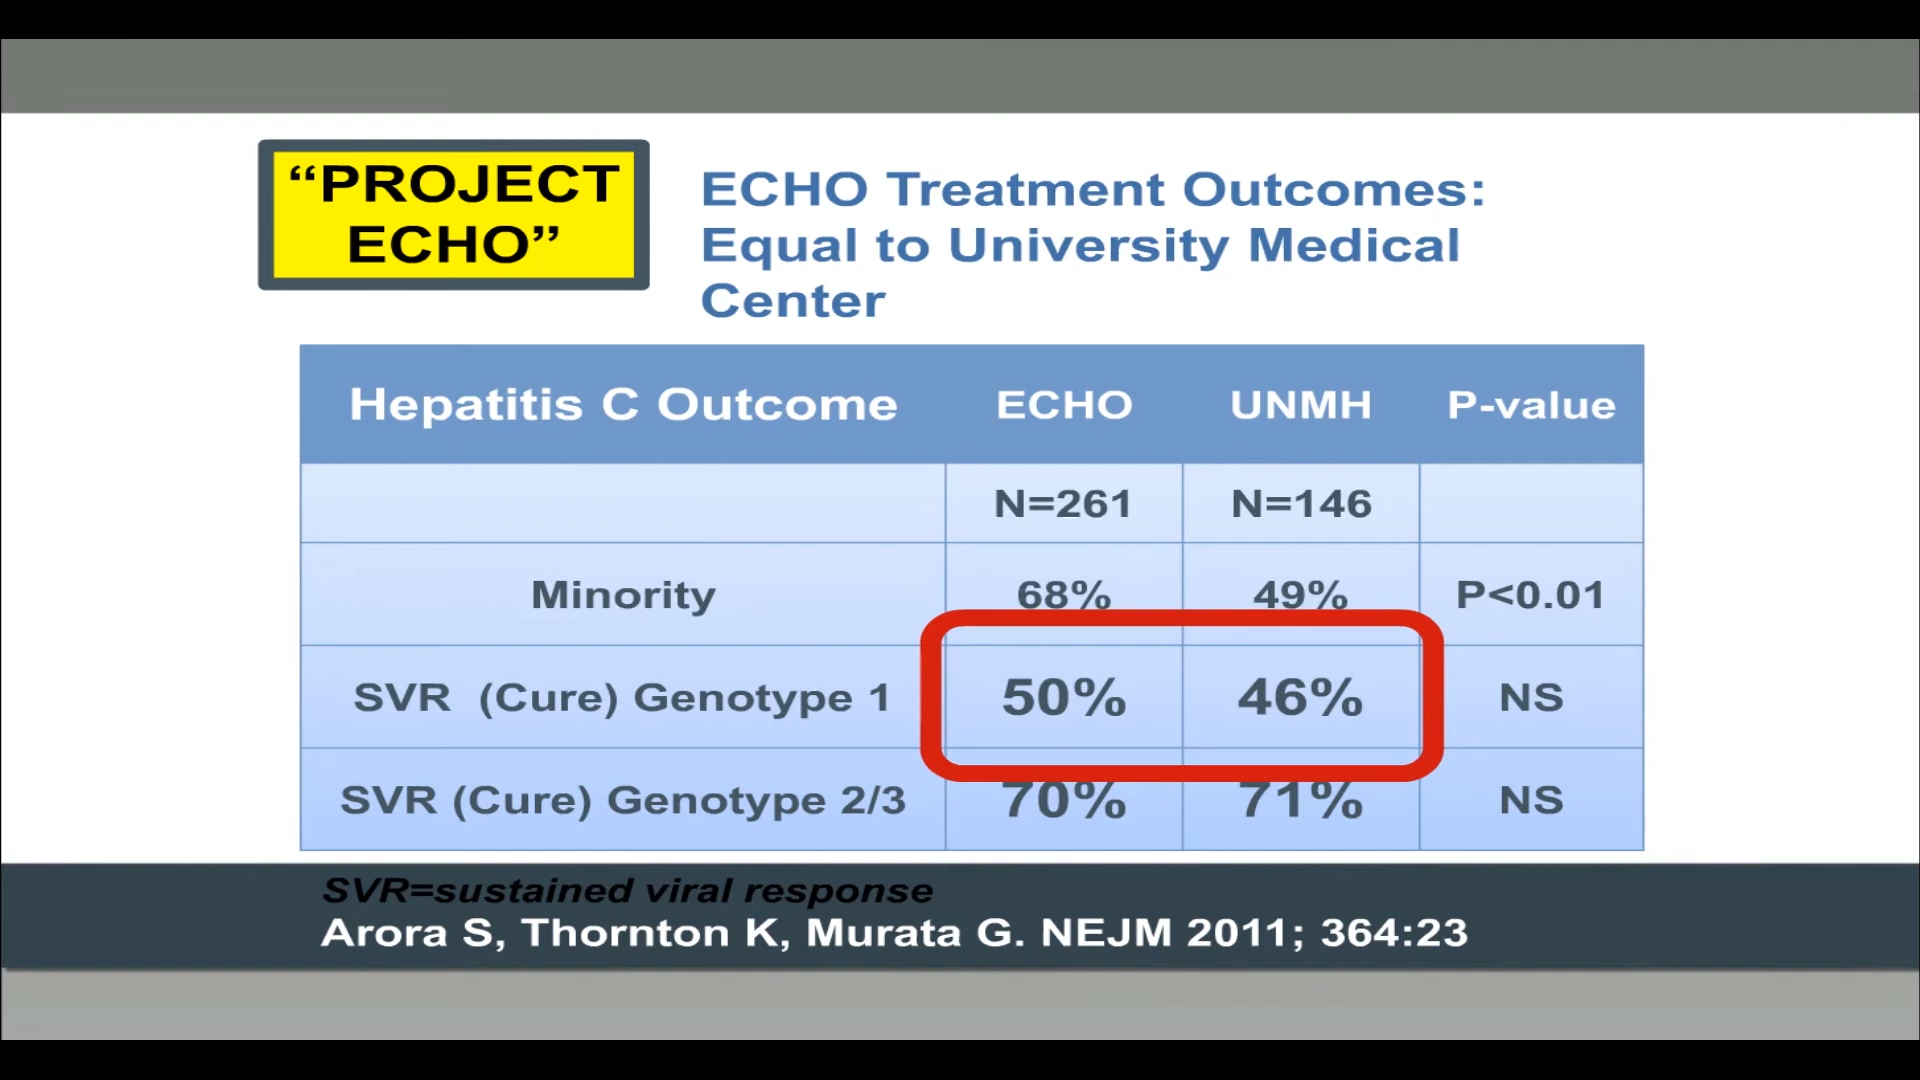 “PROJECT
ECHO”
ECHO Treatment Outcomes:
Equal to University Medical
Center
Hepatitis C Outcome ECHO UNMH P-value
N=261 N=146
Minority 68% 49% P<0.01
SVR (Cure) Genotype 1 50% 46% NS
SVR (Cure) Genotype 2/3 70% 71% NS
SVR=sustained viral response
Arora S, Thornton K, Murata G. NEJM 2011; 364:23